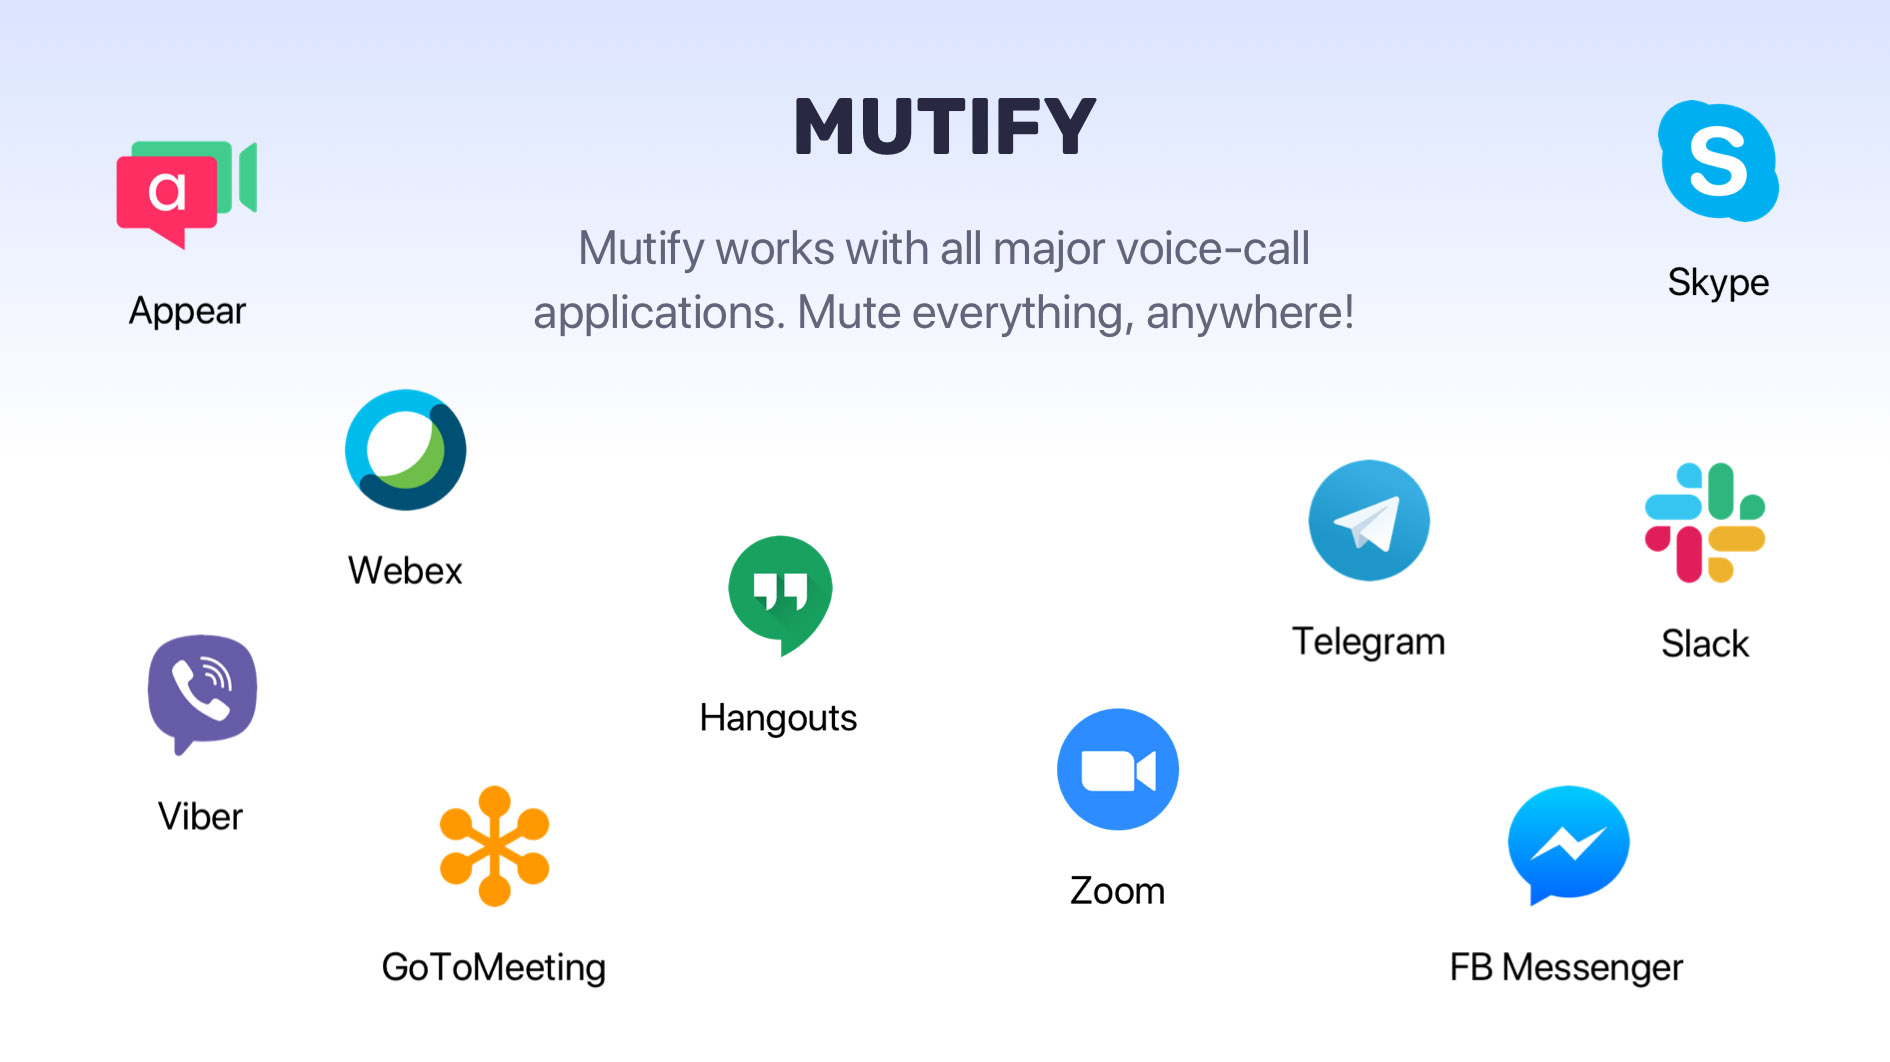 MUTIFY
Mutify works with all major voice-call
applications. Mute everything, anywhere!
a
Appear
S
Skype
Webex
Hangouts
Telegram
Slack
Viber
Zoom
GoToMeeting
FB Messenger